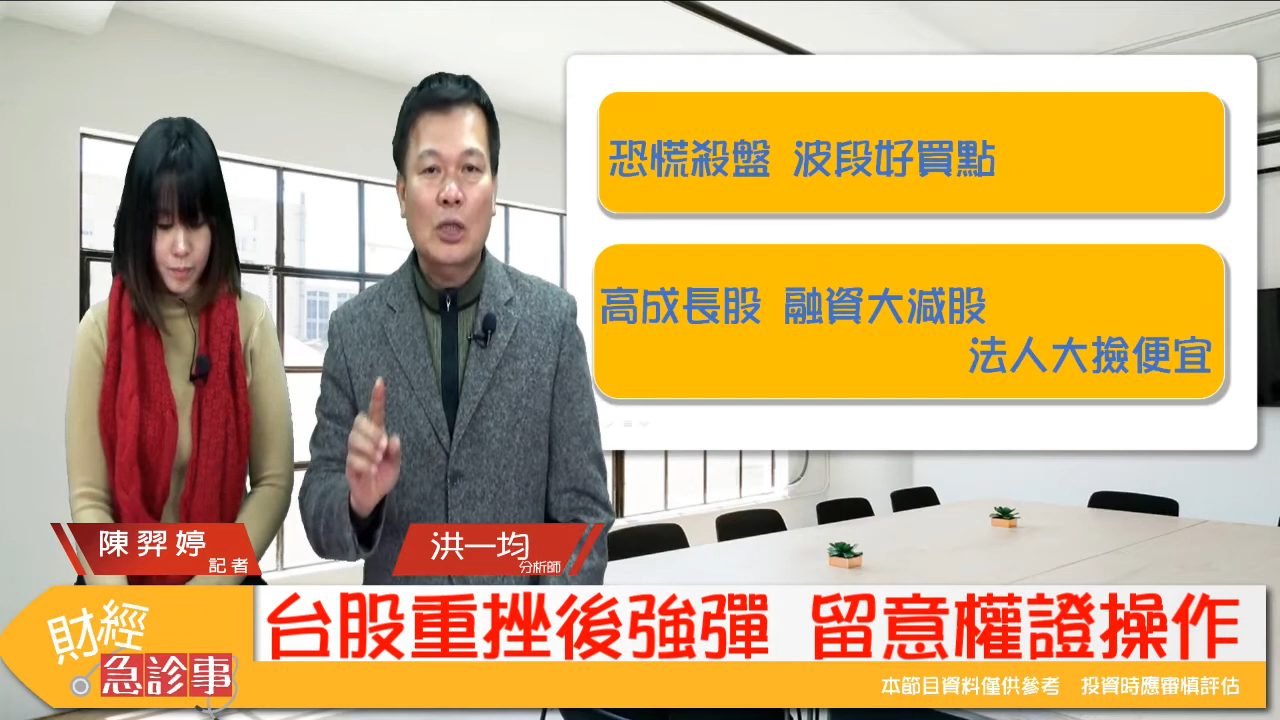 恐慌殺盤 波段好買點
高成長股 融資大減股
法人大撿便宜
陳羿婷
記者
洪一均
分析師
財經
急診事
台股重挫後強彈 留意權證操作
本節目資料僅供參考 投資時應審慎評估